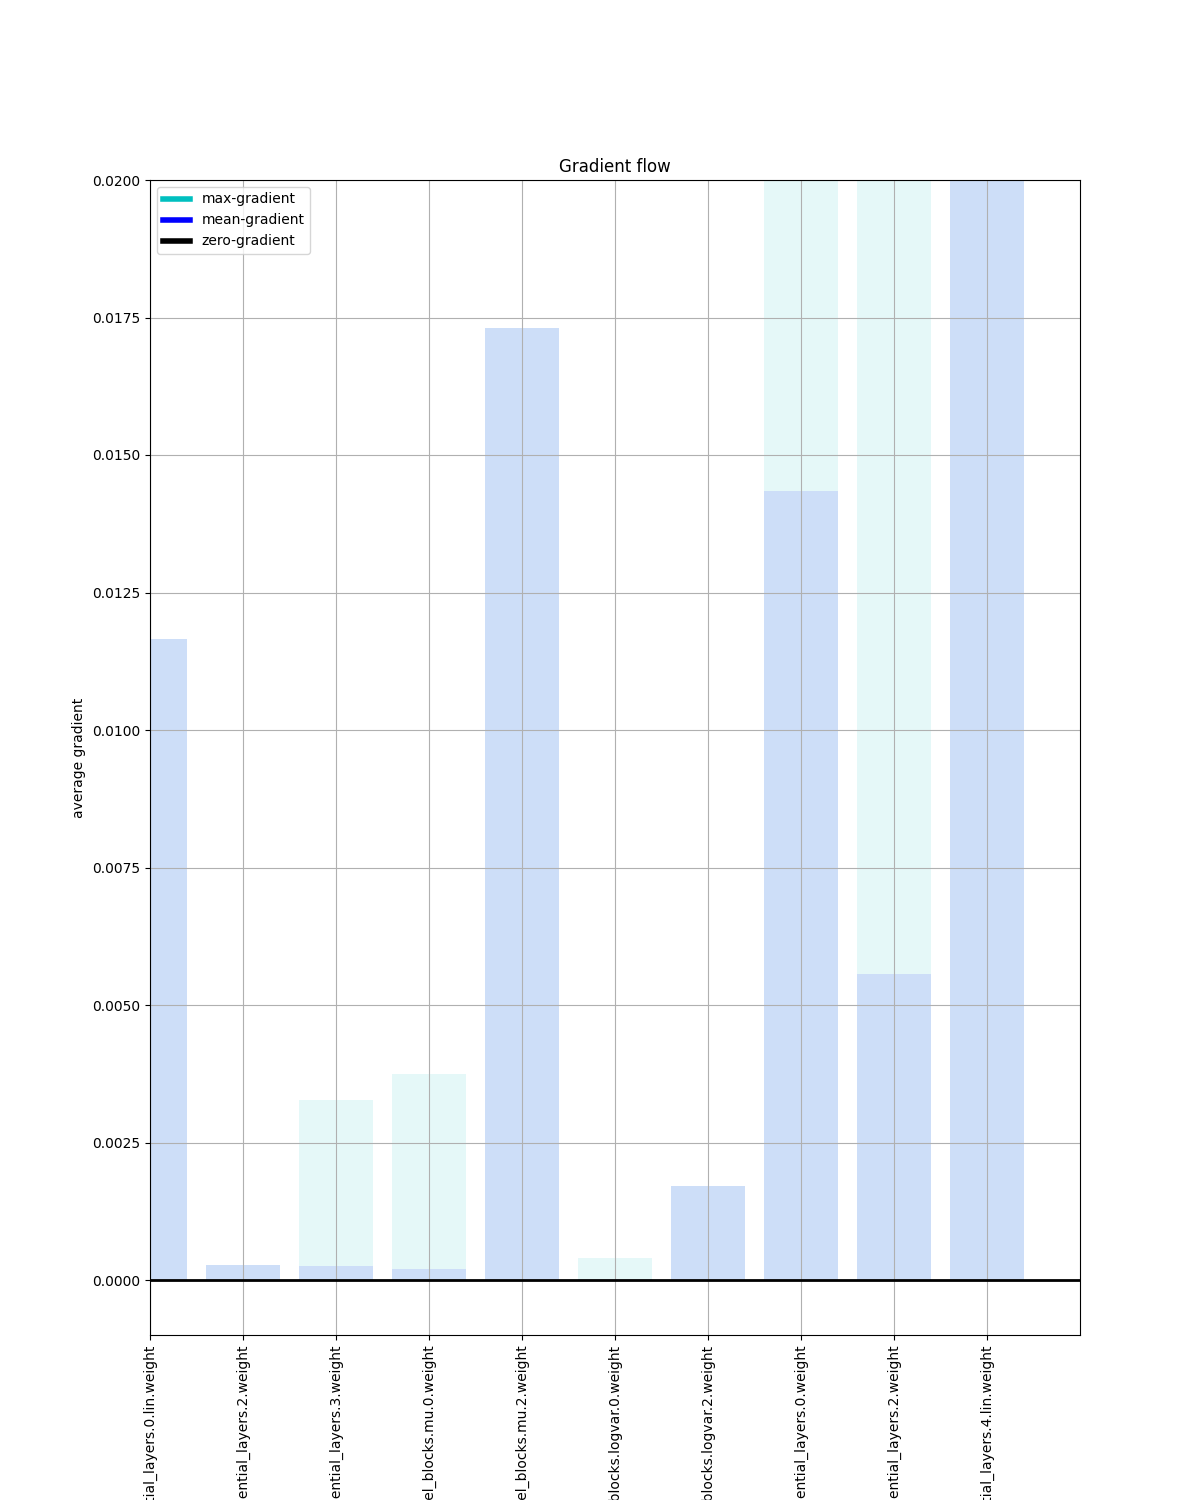 Gradient flow
max-gradient
mean-gradient
zero-gradient
0.0200
0.0175
0.0150
0.0125
0.0100
0.0075
0.0050
0.0025
0.0000
average gradient
tial_layers.0.lin.weight
ential_layers.2.weight
ential_layers.3.weight
el_blocks.mu.0.weight
el_blocks.mu.2.weight
blocks.logvar.0.weight
blocks.logvar.2.weight
ential_layers.0.weight
ential_layers.2.weight
tial_layers.4.lin.weight